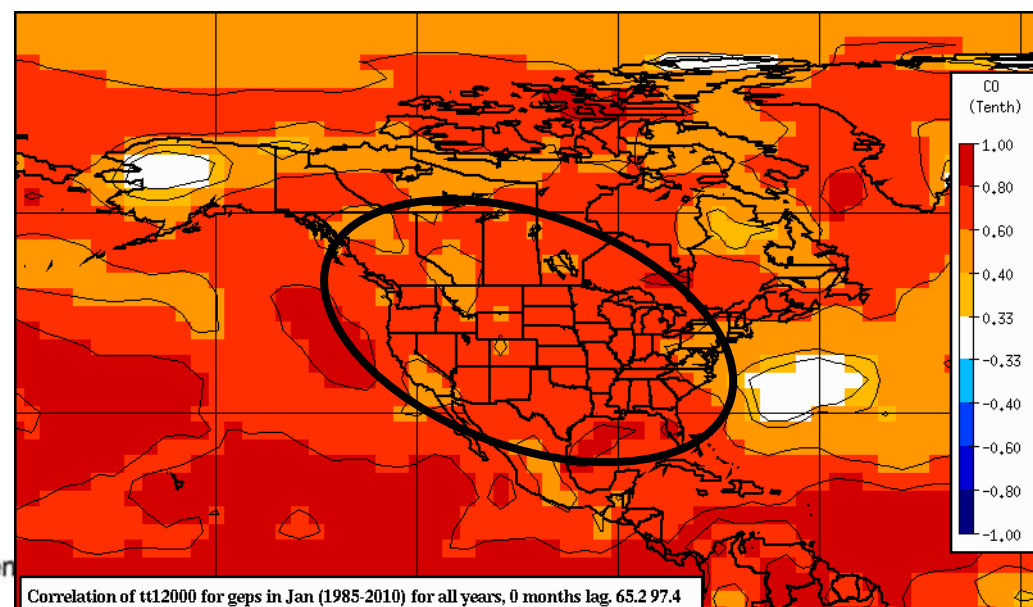 CO
(Tenth)
1.00
0.80
0.60
0.40
0.33
-0.33
-0.40
-0.60
-0.80
-1.00
en
Correlation of tt12000 for geps in Jan (1985-2010) for all years, 0 months lag. 65.2 97.4